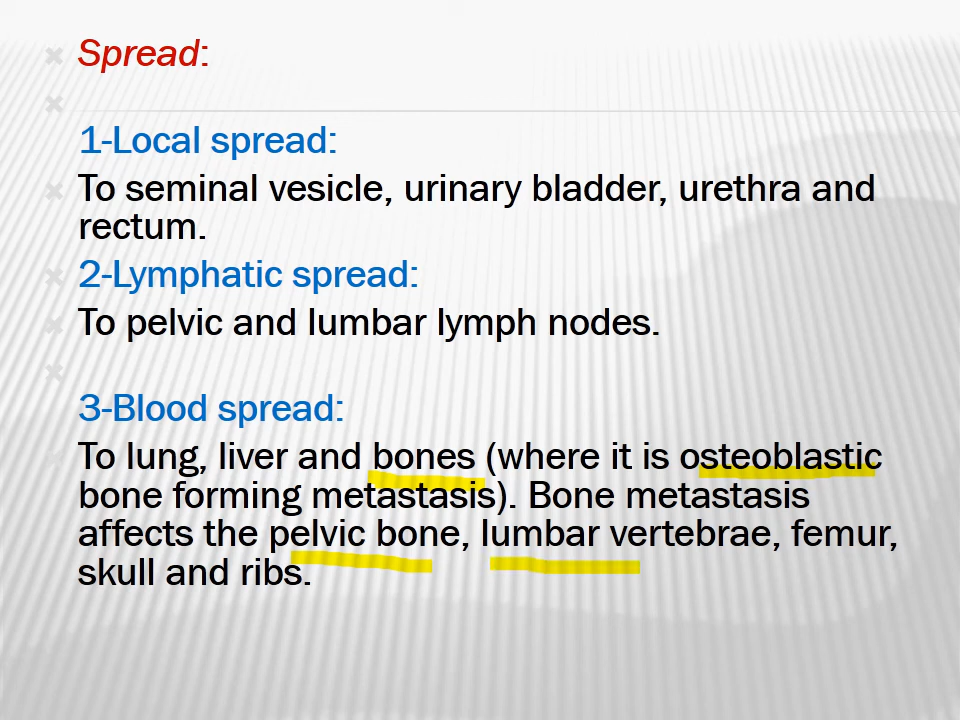 Spread:
1-Local spread:
To seminal vesicle, urinary bladder, urethra and
rectum.
2-Lymphatic spread:
To pelvic and lumbar lymph nodes.
3-Blood spread:
To lung, liver and bones (where it is osteoblastic
bone forming metastasis). Bone metastasis
affects the pelvic bone, lumbar vertebrae, femur,
skull and ribs.